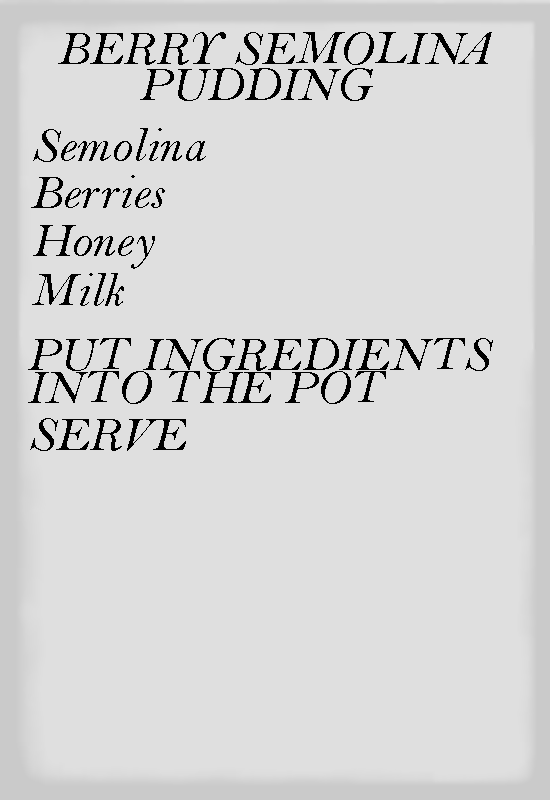 BERRY SEMOLINA
PUDDING
Semolina
Berries
Honey
Milk
PUT INGREDIENTS
INTO THE POT
SERVE